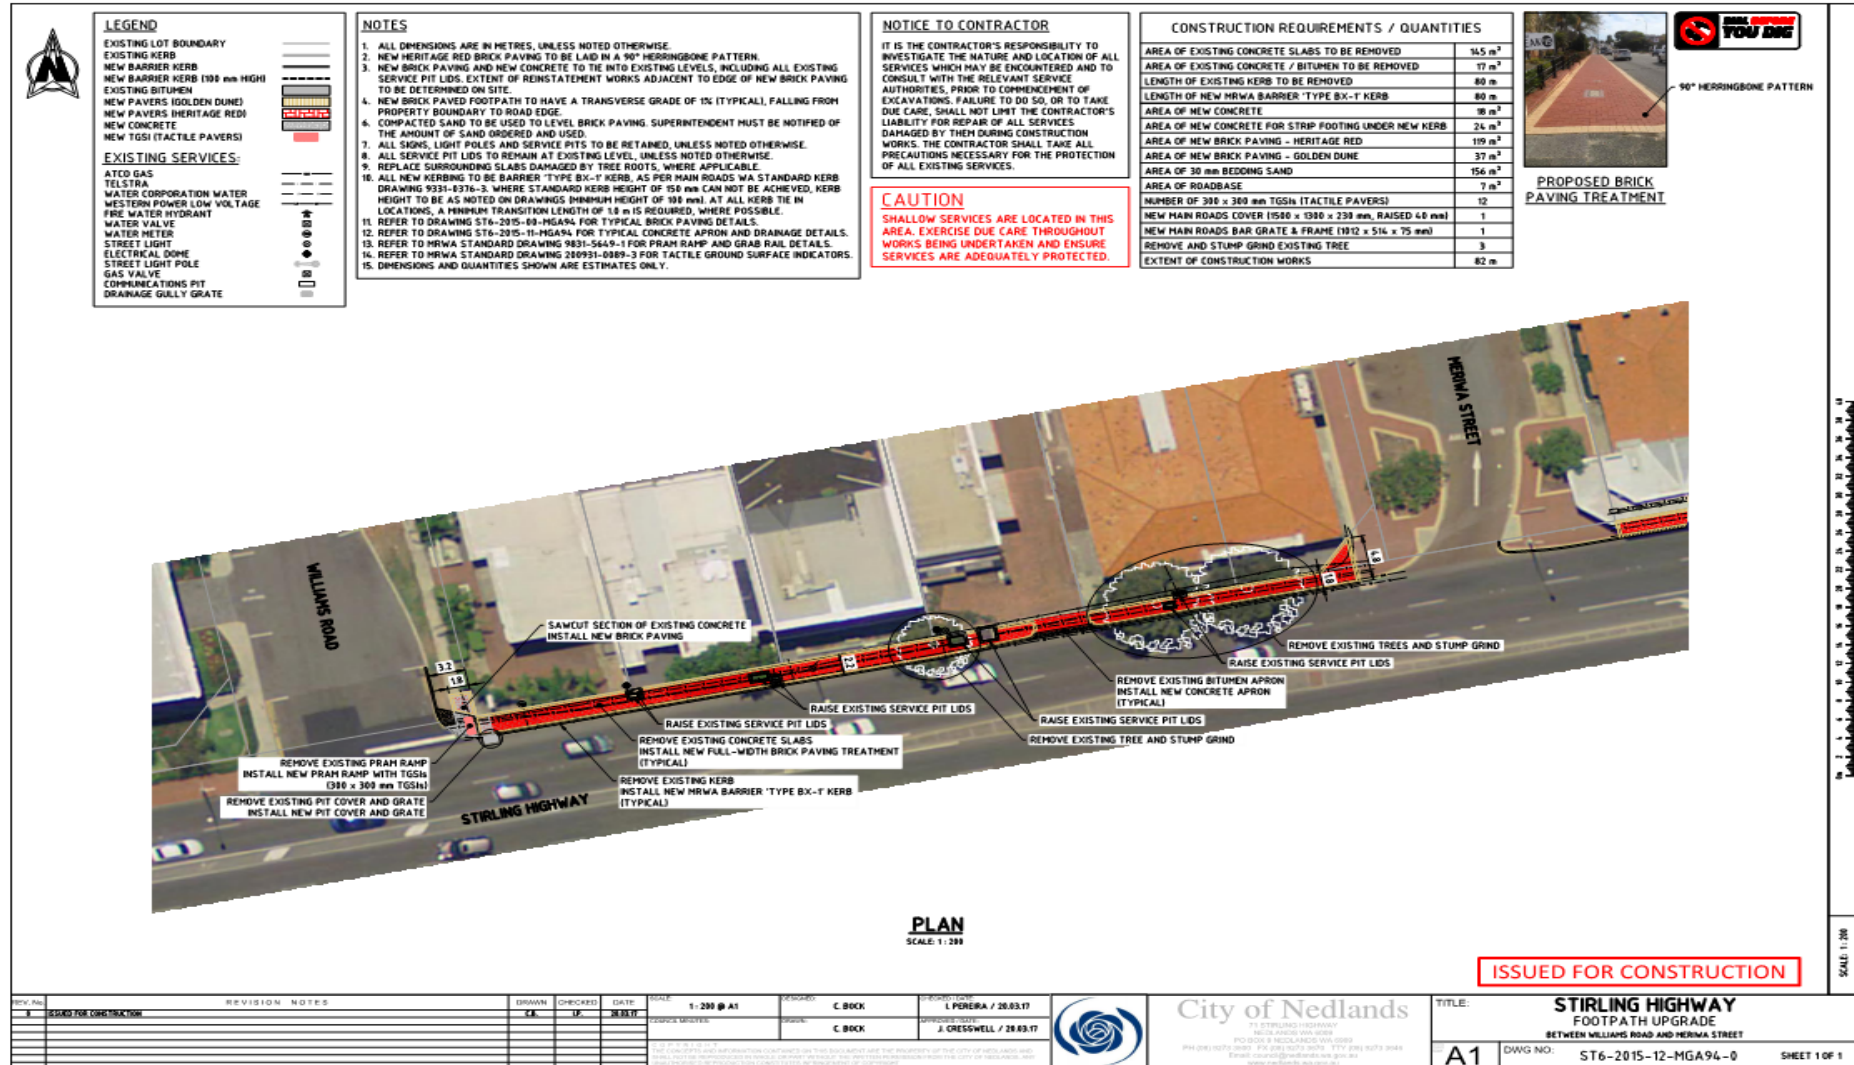 LEGEND
EXISTING LOT BOUNDARY
EXISTING KERB
NEW BARRIER KERB
NEW BARRIER KERB (100 mm HIGH)
EXISTING BITUMEN
NEW PAVERS (GOLDEN DUNE)
NEW PAVERS (HERITAGE RED)
NEW CONCRETE
NEW TGSI (TACTILE PAVERS)
EXISTING SERVICES:
ATCO GAS
TELSTRA
WATER CORPORATION WATER
WESTERN POWER LOW VOLTAGE
FIRE WATER HYDRANT
WATER VALVE
WATER METER
STREET LIGHT
ELECTRICAL DOME
STREET LIGHT POLE
GAS VALVE
COMMUNICATIONS PIT
DRAINAGE GULLY GRATE
NOTES
1. ALL DIMENSIONS ARE IN METRES, UNLESS NOTED OTHERWISE.
2. NEW HERITAGE RED BRICK PAVING TO BE LAID IN A 90° HERRINGBONE PATTERN.
3. NEW BRICK PAVING AND NEW CONCRETE TO TIE INTO EXISTING LEVELS, INCLUDING ALL EXISTING
SERVICE PIT LIDS. EXTENT OF REINSTATEMENT WORKS ADJACENT TO EDGE OF NEW BRICK PAVING
TO BE DETERMINED ON SITE.
4. NEW BRICK PAVED FOOTPATH TO HAVE A TRANSVERSE GRADE OF 1% (TYPICAL), FALLING FROM
PROPERTY BOUNDARY TO ROAD EDGE.
6. COMPACTED SAND TO BE USED TO LEVEL BRICK PAVING. SUPERINTENDENT MUST BE NOTIFIED OF
THE AMOUNT OF SAND ORDERED AND USED.
7. ALL SIGNS, LIGHT POLES AND SERVICE PITS TO BE RETAINED, UNLESS NOTED OTHERWISE.
8. ALL SERVICE PIT LIDS TO REMAIN AT EXISTING LEVEL, UNLESS NOTED OTHERWISE.
9. REPLACE SURROUNDING SLABS DAMAGED BY TREE ROOTS, WHERE APPLICABLE.
10. ALL NEW KERBING TO BE BARRIER 'TYPE BX-1' KERB, AS PER MAIN ROADS WA STANDARD KERB
DRAWING 9331-0376-3. WHERE STANDARD KERB HEIGHT OF 150 mm CAN NOT BE ACHIEVED, KERB
HEIGHT TO BE AS NOTED ON DRAWINGS (MINIMUM HEIGHT OF 100 mm). AT ALL KERB TIE IN
LOCATIONS, A MINIMUM TRANSITION LENGTH OF 1.0 m IS REQUIRED, WHERE POSSIBLE.
11. REFER TO DRAWING ST6-2015-00-MGA94 FOR TYPICAL BRICK PAVING DETAILS.
12. REFER TO DRAWING ST6-2015-11-MGA94 FOR TYPICAL CONCRETE APRON AND DRAINAGE DETAILS.
13. REFER TO MRWA STANDARD DRAWING 9831-5649-1 FOR PRAM RAMP AND GRAB RAIL DETAILS.
14. REFER TO MRWA STANDARD DRAWING 200931-0089-3 FOR TACTILE GROUND SURFACE INDICATORS.
15. DIMENSIONS AND QUANTITIES SHOWN ARE ESTIMATES ONLY.
NOTICE TO CONTRACTOR
IT IS THE CONTRACTOR'S RESPONSIBILITY TO
INVESTIGATE THE NATURE AND LOCATION OF ALL
SERVICES WHICH MAY BE ENCOUNTERED AND TO
CONSULT WITH THE RELEVANT SERVICE
AUTHORITIES, PRIOR TO COMMENCEMENT OF
EXCAVATIONS. FAILURE TO DO SO, OR TO TAKE
DUE CARE, SHALL NOT LIMIT THE CONTRACTOR'S
LIABILITY FOR REPAIR OF ALL SERVICES
DAMAGED BY THEM DURING CONSTRUCTION
WORKS. THE CONTRACTOR SHALL TAKE ALL
PRECAUTIONS NECESSARY FOR THE PROTECTION
OF ALL EXISTING SERVICES.
CAUTION
SHALLOW SERVICES ARE LOCATED IN THIS
AREA. EXERCISE DUE CARE THROUGHOUT
WORKS BEING UNDERTAKEN AND ENSURE
SERVICES ARE ADEQUATELY PROTECTED.
CONSTRUCTION REQUIREMENTS / QUANTITIES
AREA OF EXISTING CONCRETE SLABS TO BE REMOVED 145 m²
AREA OF EXISTING CONCRETE / BITUMEN TO BE REMOVED 17 m²
LENGTH OF EXISTING KERB TO BE REMOVED 80 m
LENGTH OF NEW MRWA BARRIER 'TYPE BX-1' KERB 80 m
AREA OF NEW CONCRETE 18 m²
AREA OF NEW CONCRETE FOR STRIP FOOTING UNDER NEW KERB 24 m²
AREA OF NEW BRICK PAVING - HERITAGE RED 119 m²
AREA OF NEW BRICK PAVING - GOLDEN DUNE 37 m²
AREA OF 30 mm BEDDING SAND 156 m²
AREA OF ROADBASE 7 m²
NUMBER OF 300 x 300 mm TGSIs (TACTILE PAVERS) 12
NEW MAIN ROADS COVER (1500 x 1300 x 230 mm, RAISED 40 mm) 1
NEW MAIN ROADS BAR GRATE & FRAME (1012 x 514 x 75 mm) 1
REMOVE AND STUMP GRIND EXISTING TREE 3
EXTENT OF CONSTRUCTION WORKS 82 m
DIAL BEFORE
YOU DIG
90° HERRINGBONE PATTERN
PROPOSED BRICK
PAVING TREATMENT
MERIWA STREET
WILLIAMS ROAD
SAWCUT SECTION OF EXISTING CONCRETE
INSTALL NEW BRICK PAVING
3.2
1.8
2.2
1.8
4.8
REMOVE EXISTING TREES AND STUMP GRIND
RAISE EXISTING SERVICE PIT LIDS
REMOVE EXISTING BITUMEN APRON
INSTALL NEW CONCRETE APRON
(TYPICAL)
RAISE EXISTING SERVICE PIT LIDS
RAISE EXISTING SERVICE PIT LIDS
RAISE EXISTING SERVICE PIT LIDS
REMOVE EXISTING TREE AND STUMP GRIND
REMOVE EXISTING CONCRETE SLABS
INSTALL NEW FULL-WIDTH BRICK PAVING TREATMENT
(TYPICAL)
REMOVE EXISTING PRAM RAMP
INSTALL NEW PRAM RAMP WITH TGSIs
(300 x 300 mm TGSIs)
REMOVE EXISTING KERB
INSTALL NEW MRWA BARRIER 'TYPE BX-1' KERB
(TYPICAL)
REMOVE EXISTING PIT COVER AND GRATE
INSTALL NEW PIT COVER AND GRATE
STIRLING HIGHWAY
PLAN
SCALE: 1 : 200
SCALE: 1 : 200
ISSUED FOR CONSTRUCTION
REV. No. REVISION NOTES DRAWN CHECKED DATE
0 ISSUED FOR CONSTRUCTION C.B. I.P. 20.03.17
SCALE: 1 : 200 @ A1
DESIGNED: C. BOCK
CHECKED / DATE: I. PEREIRA / 20.03.17
COUNCIL MINUTES:
DRAWN: C. BOCK
APPROVED / DATE: J. CRESSWELL / 20.03.17
COPYRIGHT
City of Nedlands
71 STIRLING HIGHWAY
NEDLANDS WA 6009
PO BOX 9 NEDLANDS WA 6909
TITLE:
STIRLING HIGHWAY
FOOTPATH UPGRADE
BETWEEN WILLIAMS ROAD AND MERIWA STREET
A1
DWG NO: ST6-2015-12-MGA94-0 SHEET 1 OF 1